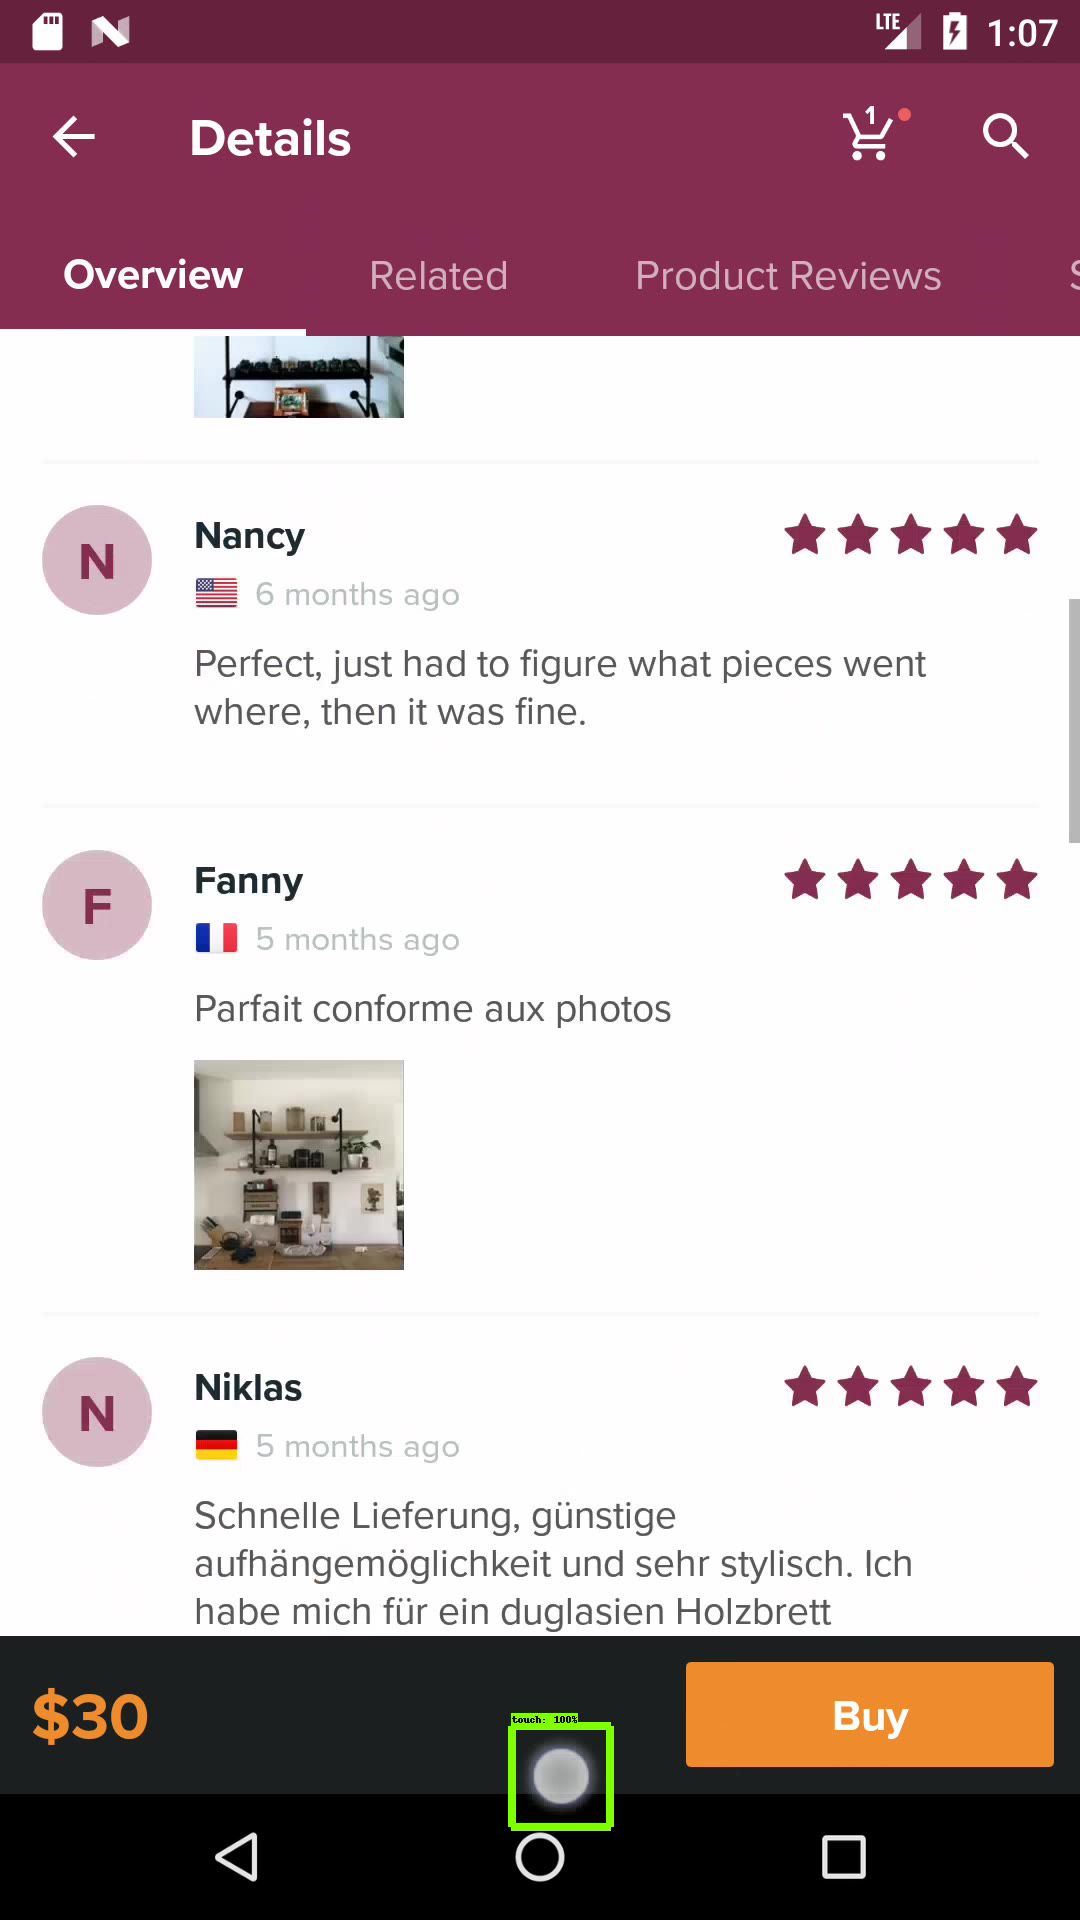 LTE 1:07
Details
1
Overview Related Product Reviews S
N Nancy
6 months ago
Perfect, just had to figure what pieces went
where, then it was fine.
F Fanny
5 months ago
Parfait conforme aux photos
N Niklas
5 months ago
Schnelle Lieferung, günstige
aufhängemöglichkeit und sehr stylisch. Ich
habe mich für ein duglasien Holzbrett
$30 Buy
touch: 100%